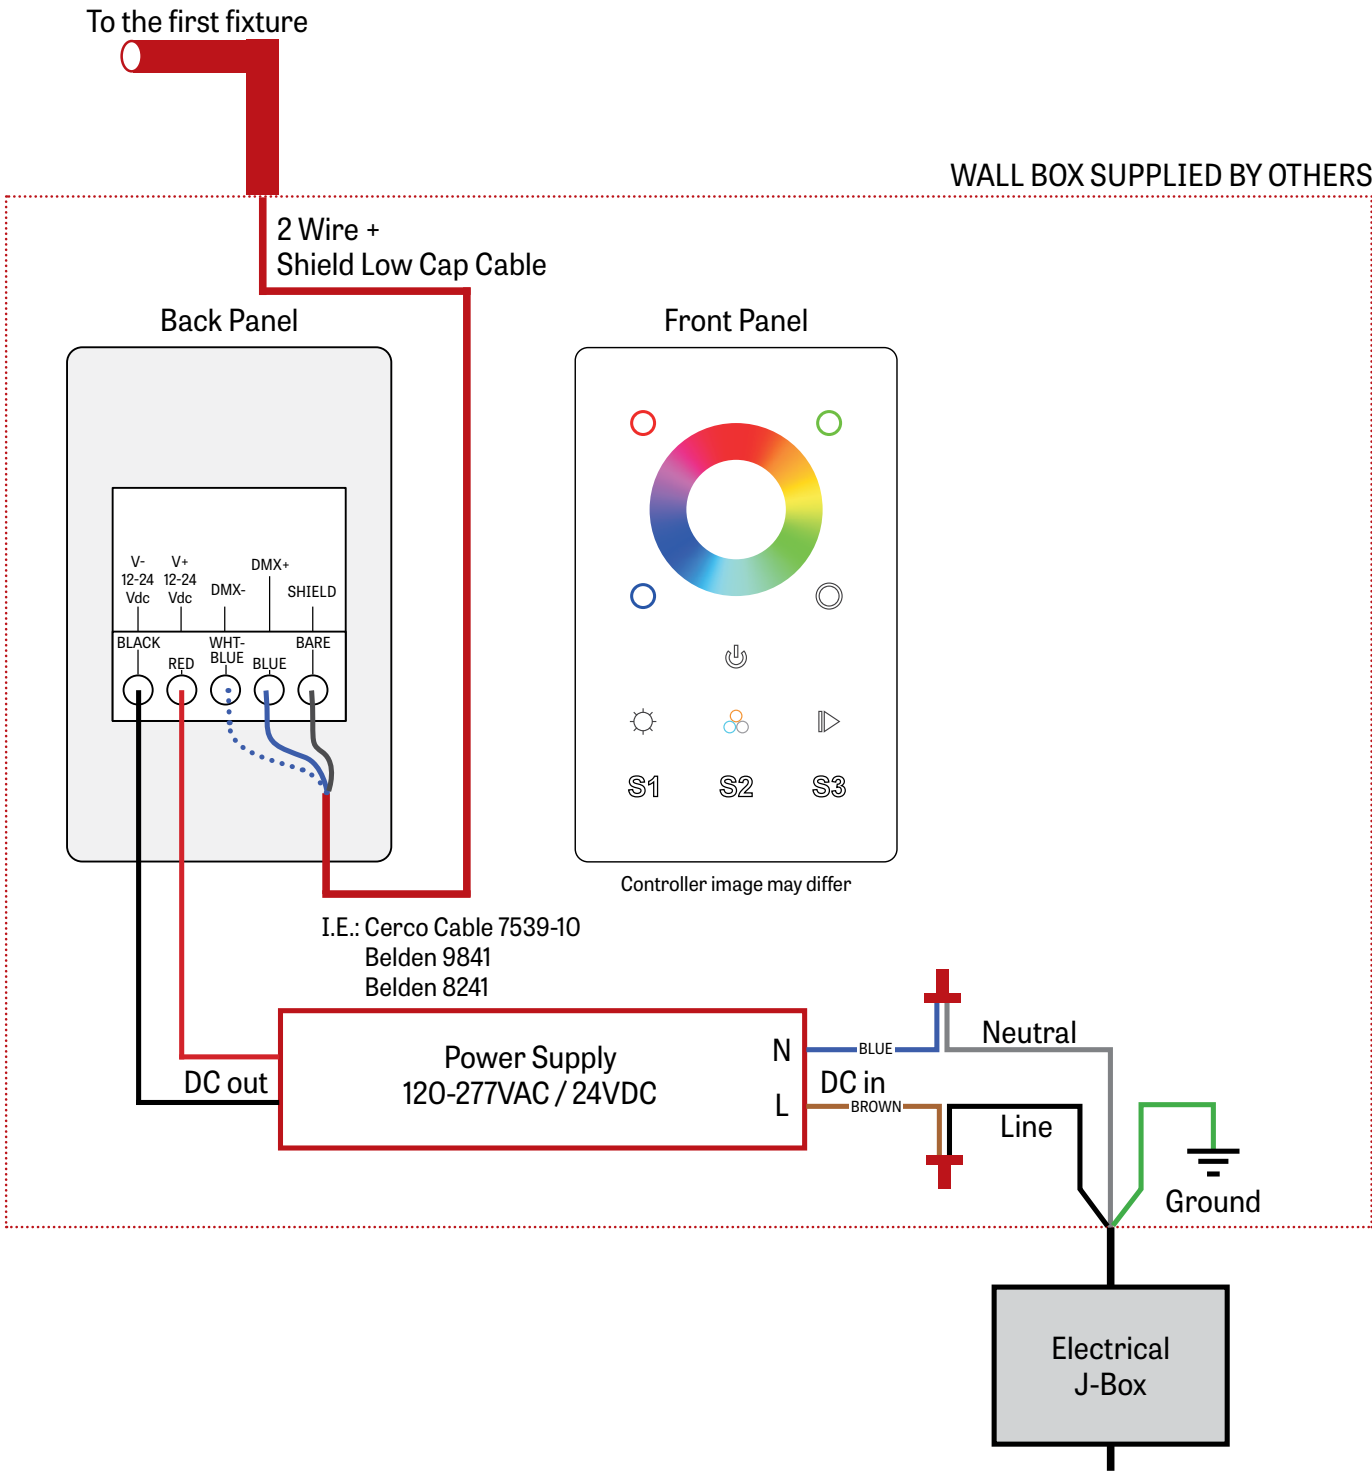 To the first fixture
WALL BOX SUPPLIED BY OTHERS
2 Wire +
Shield Low Cap Cable
Back Panel
Front Panel
V-
12-24
Vdc
V+
12-24
Vdc
DMX-
DMX+
SHIELD
BLACK
RED
WHT-
BLUE
BLUE
BARE
S1 S2 S3
Controller image may differ
I.E.: Cerco Cable 7539-10
Belden 9841
Belden 8241
Power Supply
120-277VAC / 24VDC
DC out
N
L
DC in
BLUE
BROWN
Neutral
Line
Ground
Electrical
J-Box